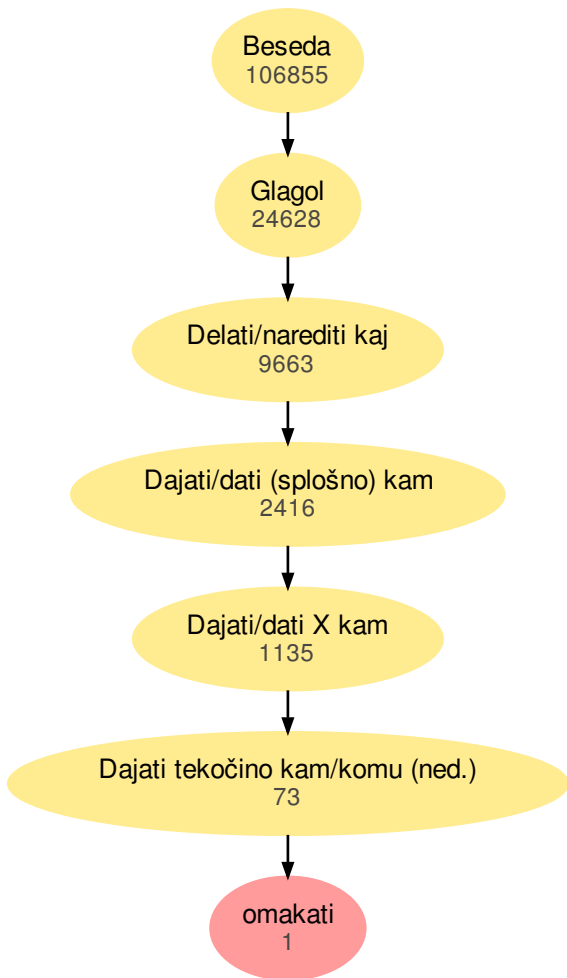 Beseda
106855
Glagol
24628
Delati/narediti kaj
9663
Dajati/dati (splošno) kam
2416
Dajati/dati X kam
1135
Dajati tekočino kam/komu (ned.)
73
omakati
1